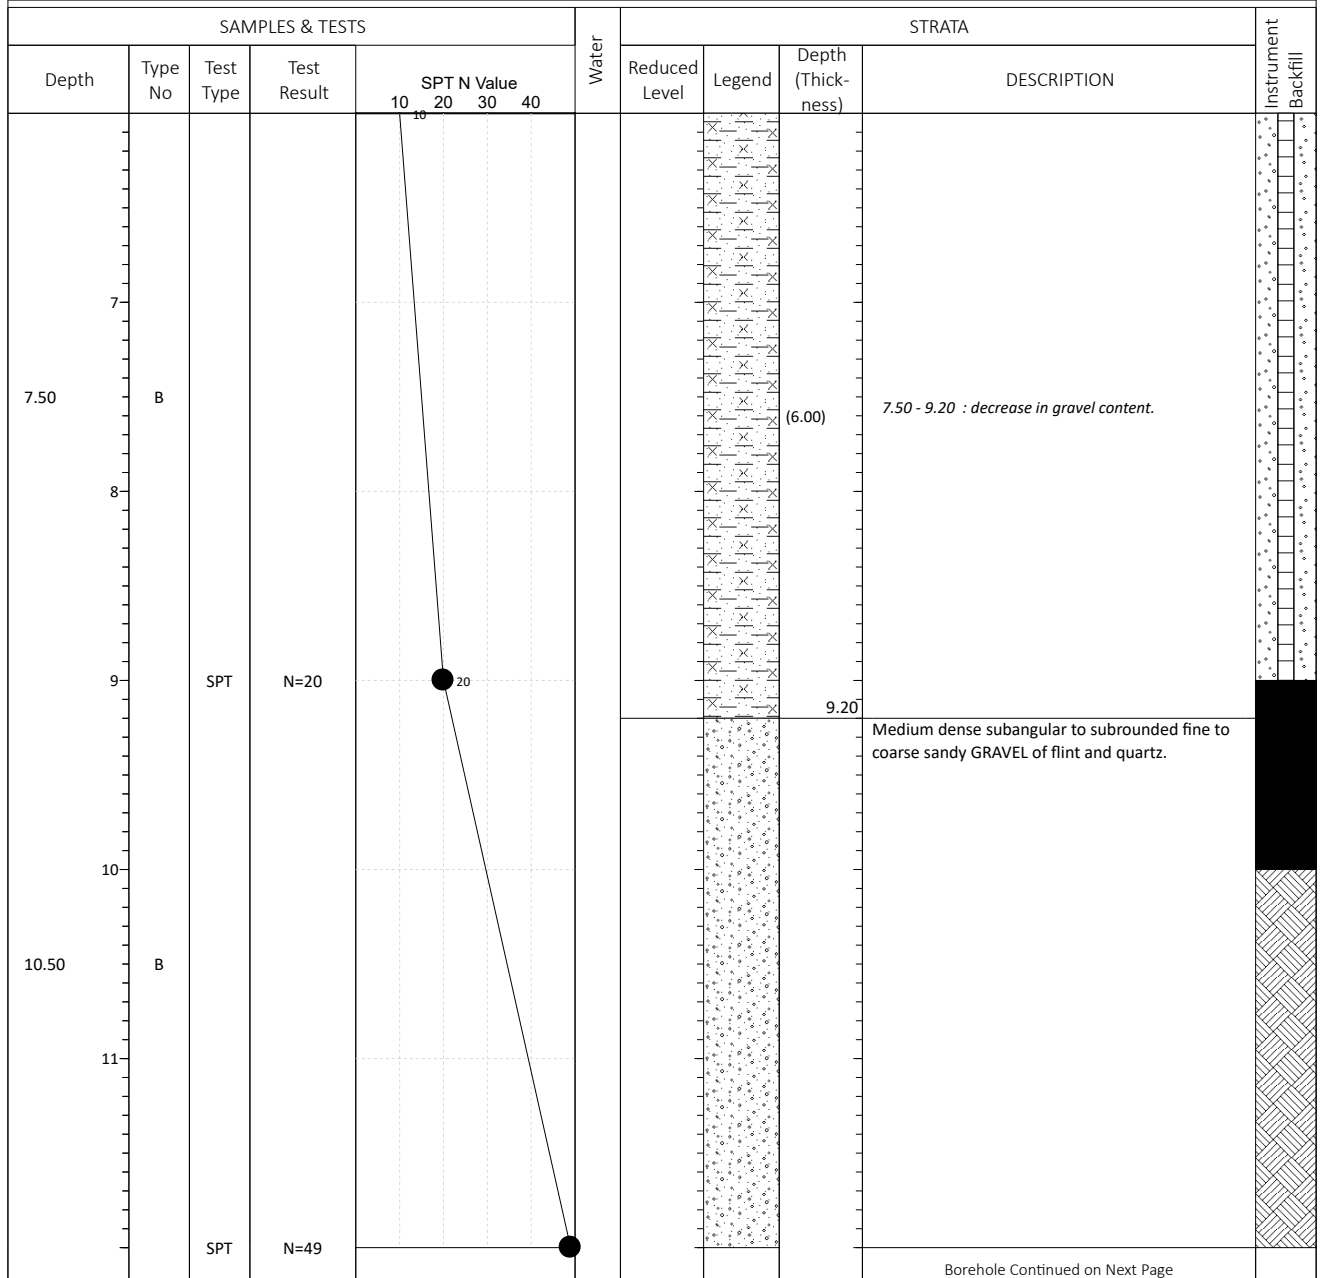 SAMPLES & TESTS
Water
STRATA
Instrument
Backfill
Depth
Type
No
Test
Type
Test
Result
SPT N Value
10 20 30 40
Reduced
Level
Legend
Depth
(Thick-
ness)
DESCRIPTION
10
7
7.50 B
(6.00)
7.50 - 9.20 : decrease in gravel content.
8
9 SPT N=20 20
9.20
Medium dense subangular to subrounded fine to
coarse sandy GRAVEL of flint and quartz.
10
10.50 B
11
SPT N=49
Borehole Continued on Next Page